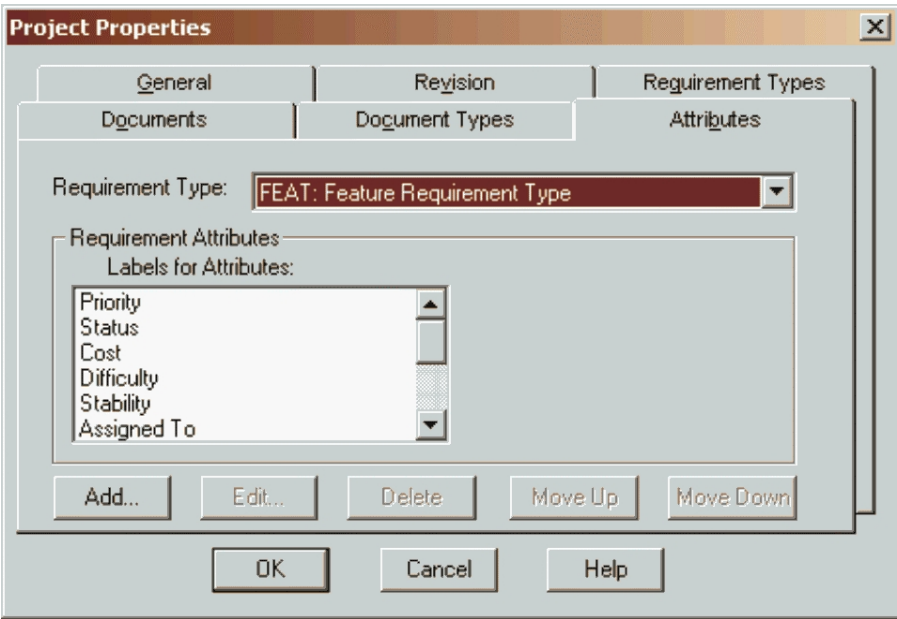 Project Properties
General Revision Requirement Types
Documents Document Types Attributes
Requirement Type: FEAT: Feature Requirement Type
Requirement Attributes
Labels for Attributes:
Priority
Status
Cost
Difficulty
Stability
Assigned To
Add... Edit... Delete Move Up Move Down
OK Cancel Help